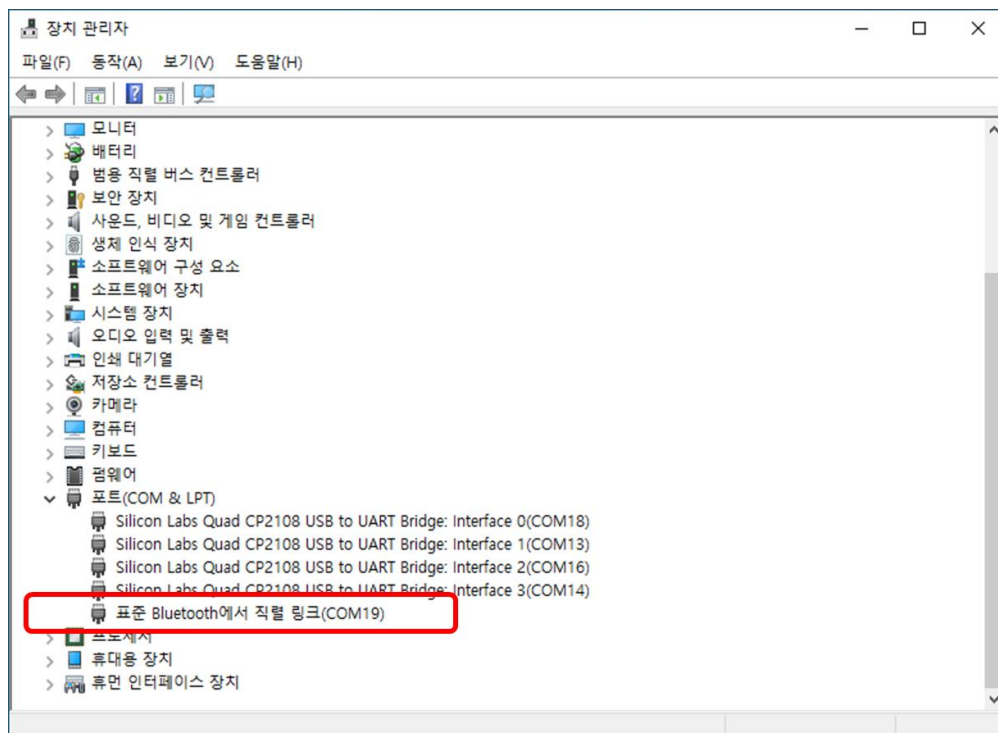 장치 관리자
파일(F) 동작(A) 보기(V) 도움말(H)
모니터
배터리
범용 직렬 버스 컨트롤러
보안 장치
사운드, 비디오 및 게임 컨트롤러
생체 인식 장치
소프트웨어 구성 요소
소프트웨어 장치
시스템 장치
오디오 입력 및 출력
인쇄 대기열
저장소 컨트롤러
카메라
컴퓨터
키보드
펌웨어
포트(COM & LPT)
Silicon Labs Quad CP2108 USB to UART Bridge: Interface 0(COM18)
Silicon Labs Quad CP2108 USB to UART Bridge: Interface 1(COM13)
Silicon Labs Quad CP2108 USB to UART Bridge: Interface 2(COM16)
Silicon Labs Quad CP2108 USB to UART Bridge: Interface 3(COM14)
표준 Bluetooth에서 직렬 링크(COM19)
프로세서
휴대용 장치
휴먼 인터페이스 장치